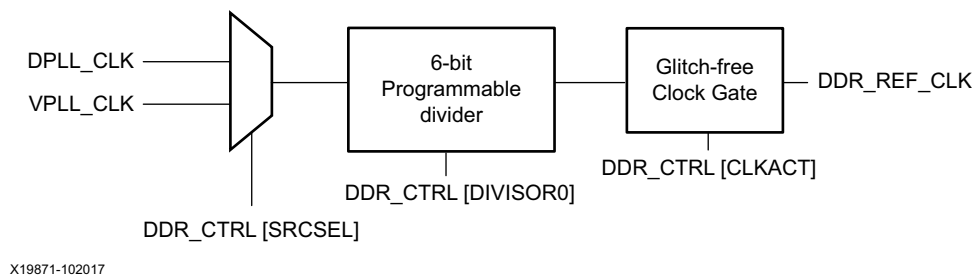 DPLL_CLK
VPLL_CLK
6-bit
Programmable
divider
Glitch-free
Clock Gate
DDR_REF_CLK
DDR_CTRL [CLKACT]
DDR_CTRL [DIVISOR0]
DDR_CTRL [SRCSEL]
X19871-102017